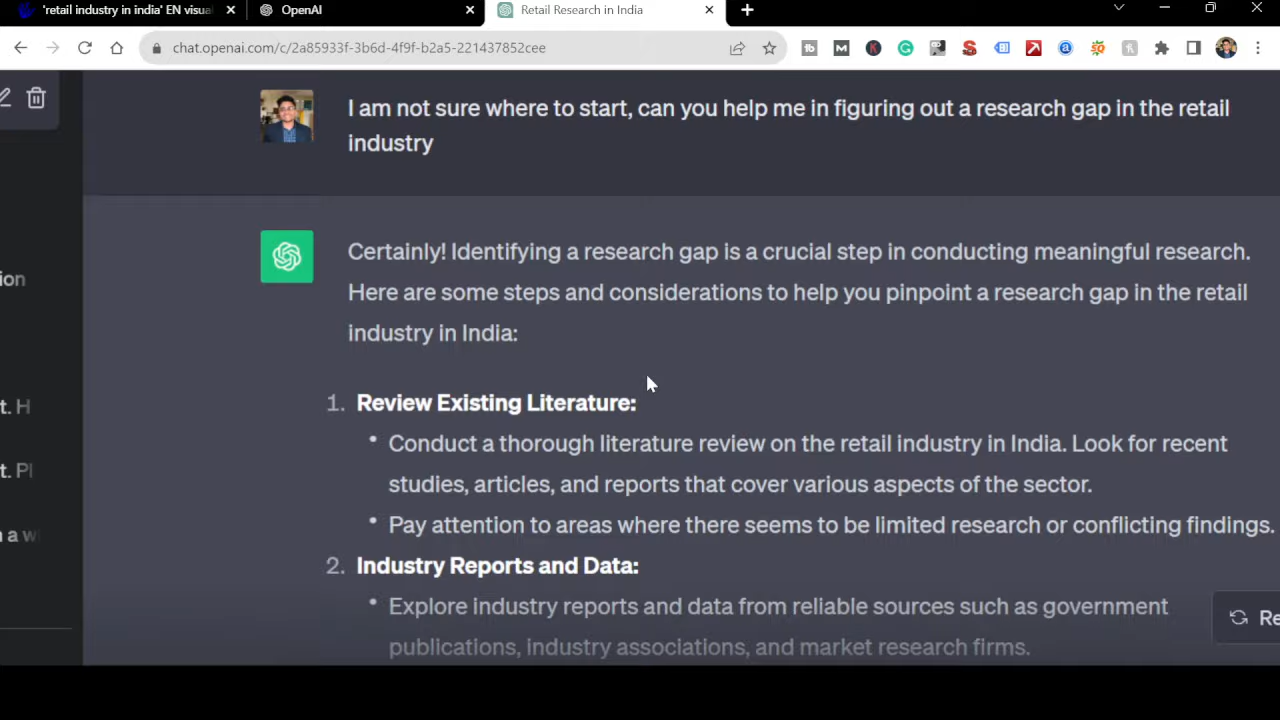 'retail industry in india' EN visua
OpenAI
Retail Research in India
chat.openai.com/c/2a85933f-3b6d-4f9f-b2a5-221437852cee
I am not sure where to start, can you help me in figuring out a research gap in the retail
industry
Certainly! Identifying a research gap is a crucial step in conducting meaningful research.
Here are some steps and considerations to help you pinpoint a research gap in the retail
industry in India:
1. Review Existing Literature:
• Conduct a thorough literature review on the retail industry in India. Look for recent
studies, articles, and reports that cover various aspects of the sector.
• Pay attention to areas where there seems to be limited research or conflicting findings.
2. Industry Reports and Data:
• Explore industry reports and data from reliable sources such as government
publications, industry associations, and market research firms.
ion
t. H
t. Pl
n a w
Re